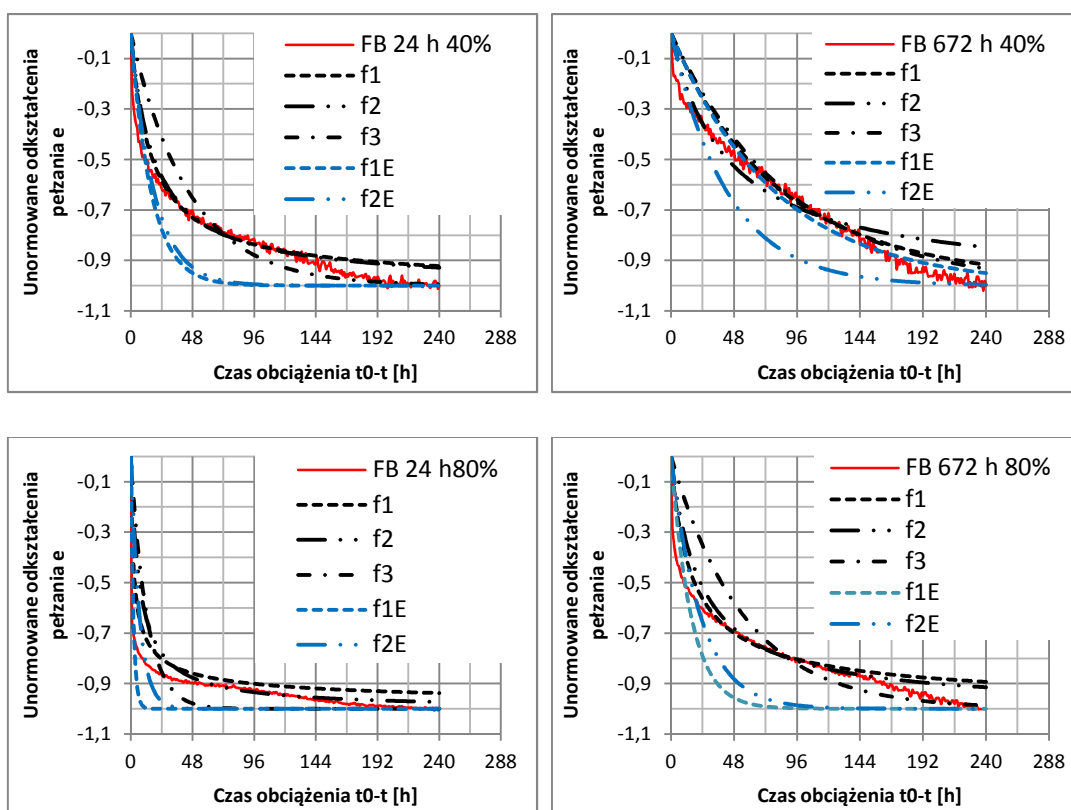 Unormowane odkształcenia
pełzania e
-0,1
-0,3
-0,5
-0,7
-0,9
-1,1
FB 24 h 40%
f1
f2
f3
f1E
f2E
0 48 96 144 192 240 288
Czas obciążenia t0-t [h]
Unormowane odkształcenia
pełzania e
-0,1
-0,3
-0,5
-0,7
-0,9
-1,1
FB 672 h 40%
f1
f2
f3
f1E
f2E
0 48 96 144 192 240 288
Czas obciążenia t0-t [h]
Unormowane odkształcenia
pełzania e
-0,1
-0,3
-0,5
-0,7
-0,9
-1,1
FB 24 h80%
f1
f2
f3
f1E
f2E
0 48 96 144 192 240 288
Czas obciążenia t0-t [h]
Unormowane odkształcenia
pełzania e
-0,1
-0,3
-0,5
-0,7
-0,9
-1,1
FB 672 h 80%
f1
f2
f3
f1E
f2E
0 48 96 144 192 240 288
Czas obciążenia t0-t [h]